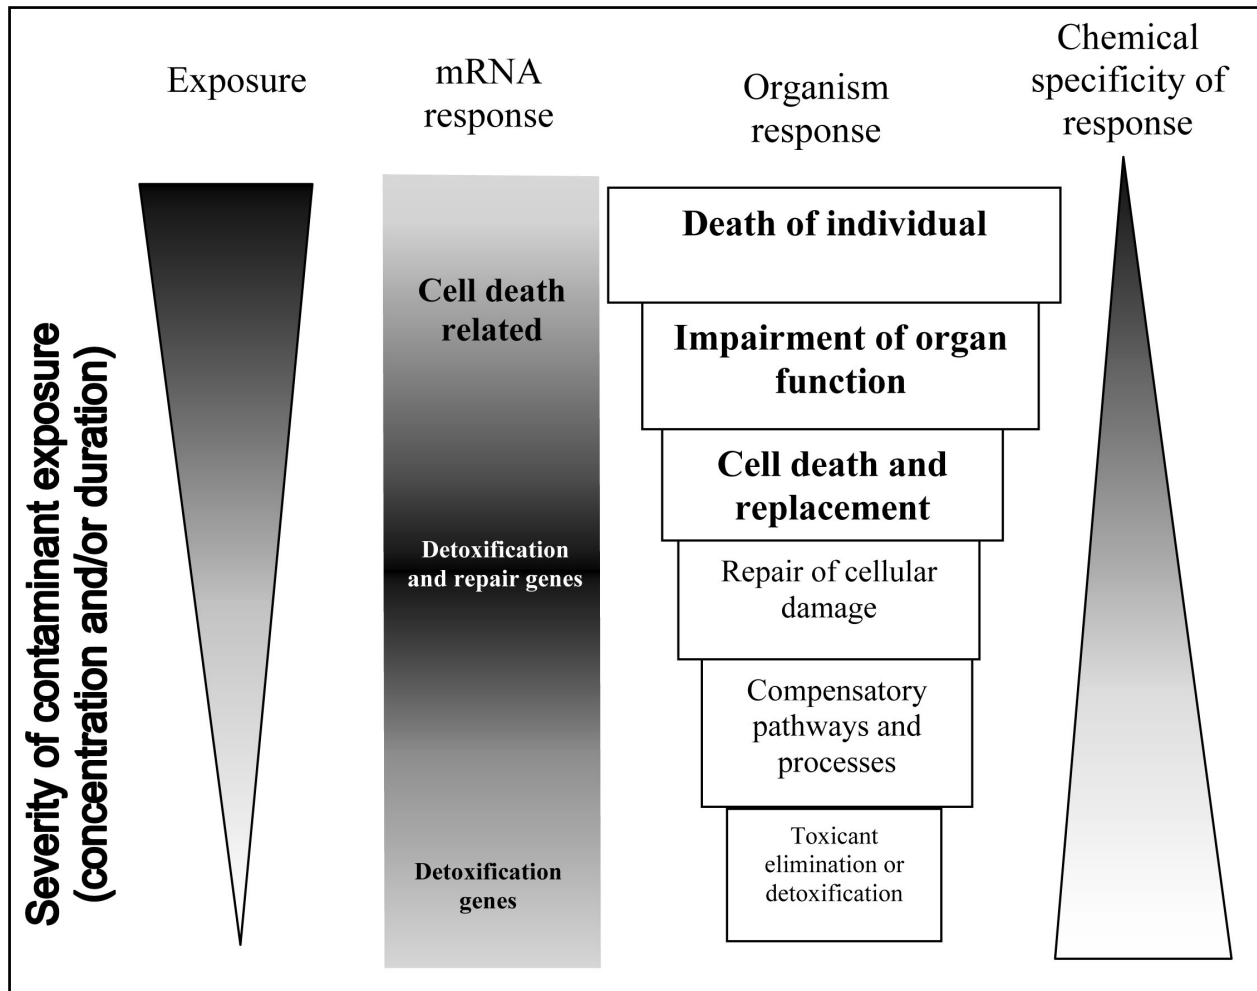 Exposure
mRNA
response
Organism
response
Chemical
specificity of
response
Severity of contaminant exposure
(concentration and/or duration)
Cell death
related
Detoxification
and repair genes
Detoxification
genes
Death of individual
Impairment of organ
function
Cell death and
replacement
Repair of cellular
damage
Compensatory
pathways and
processes
Toxicant
elimination or
detoxification